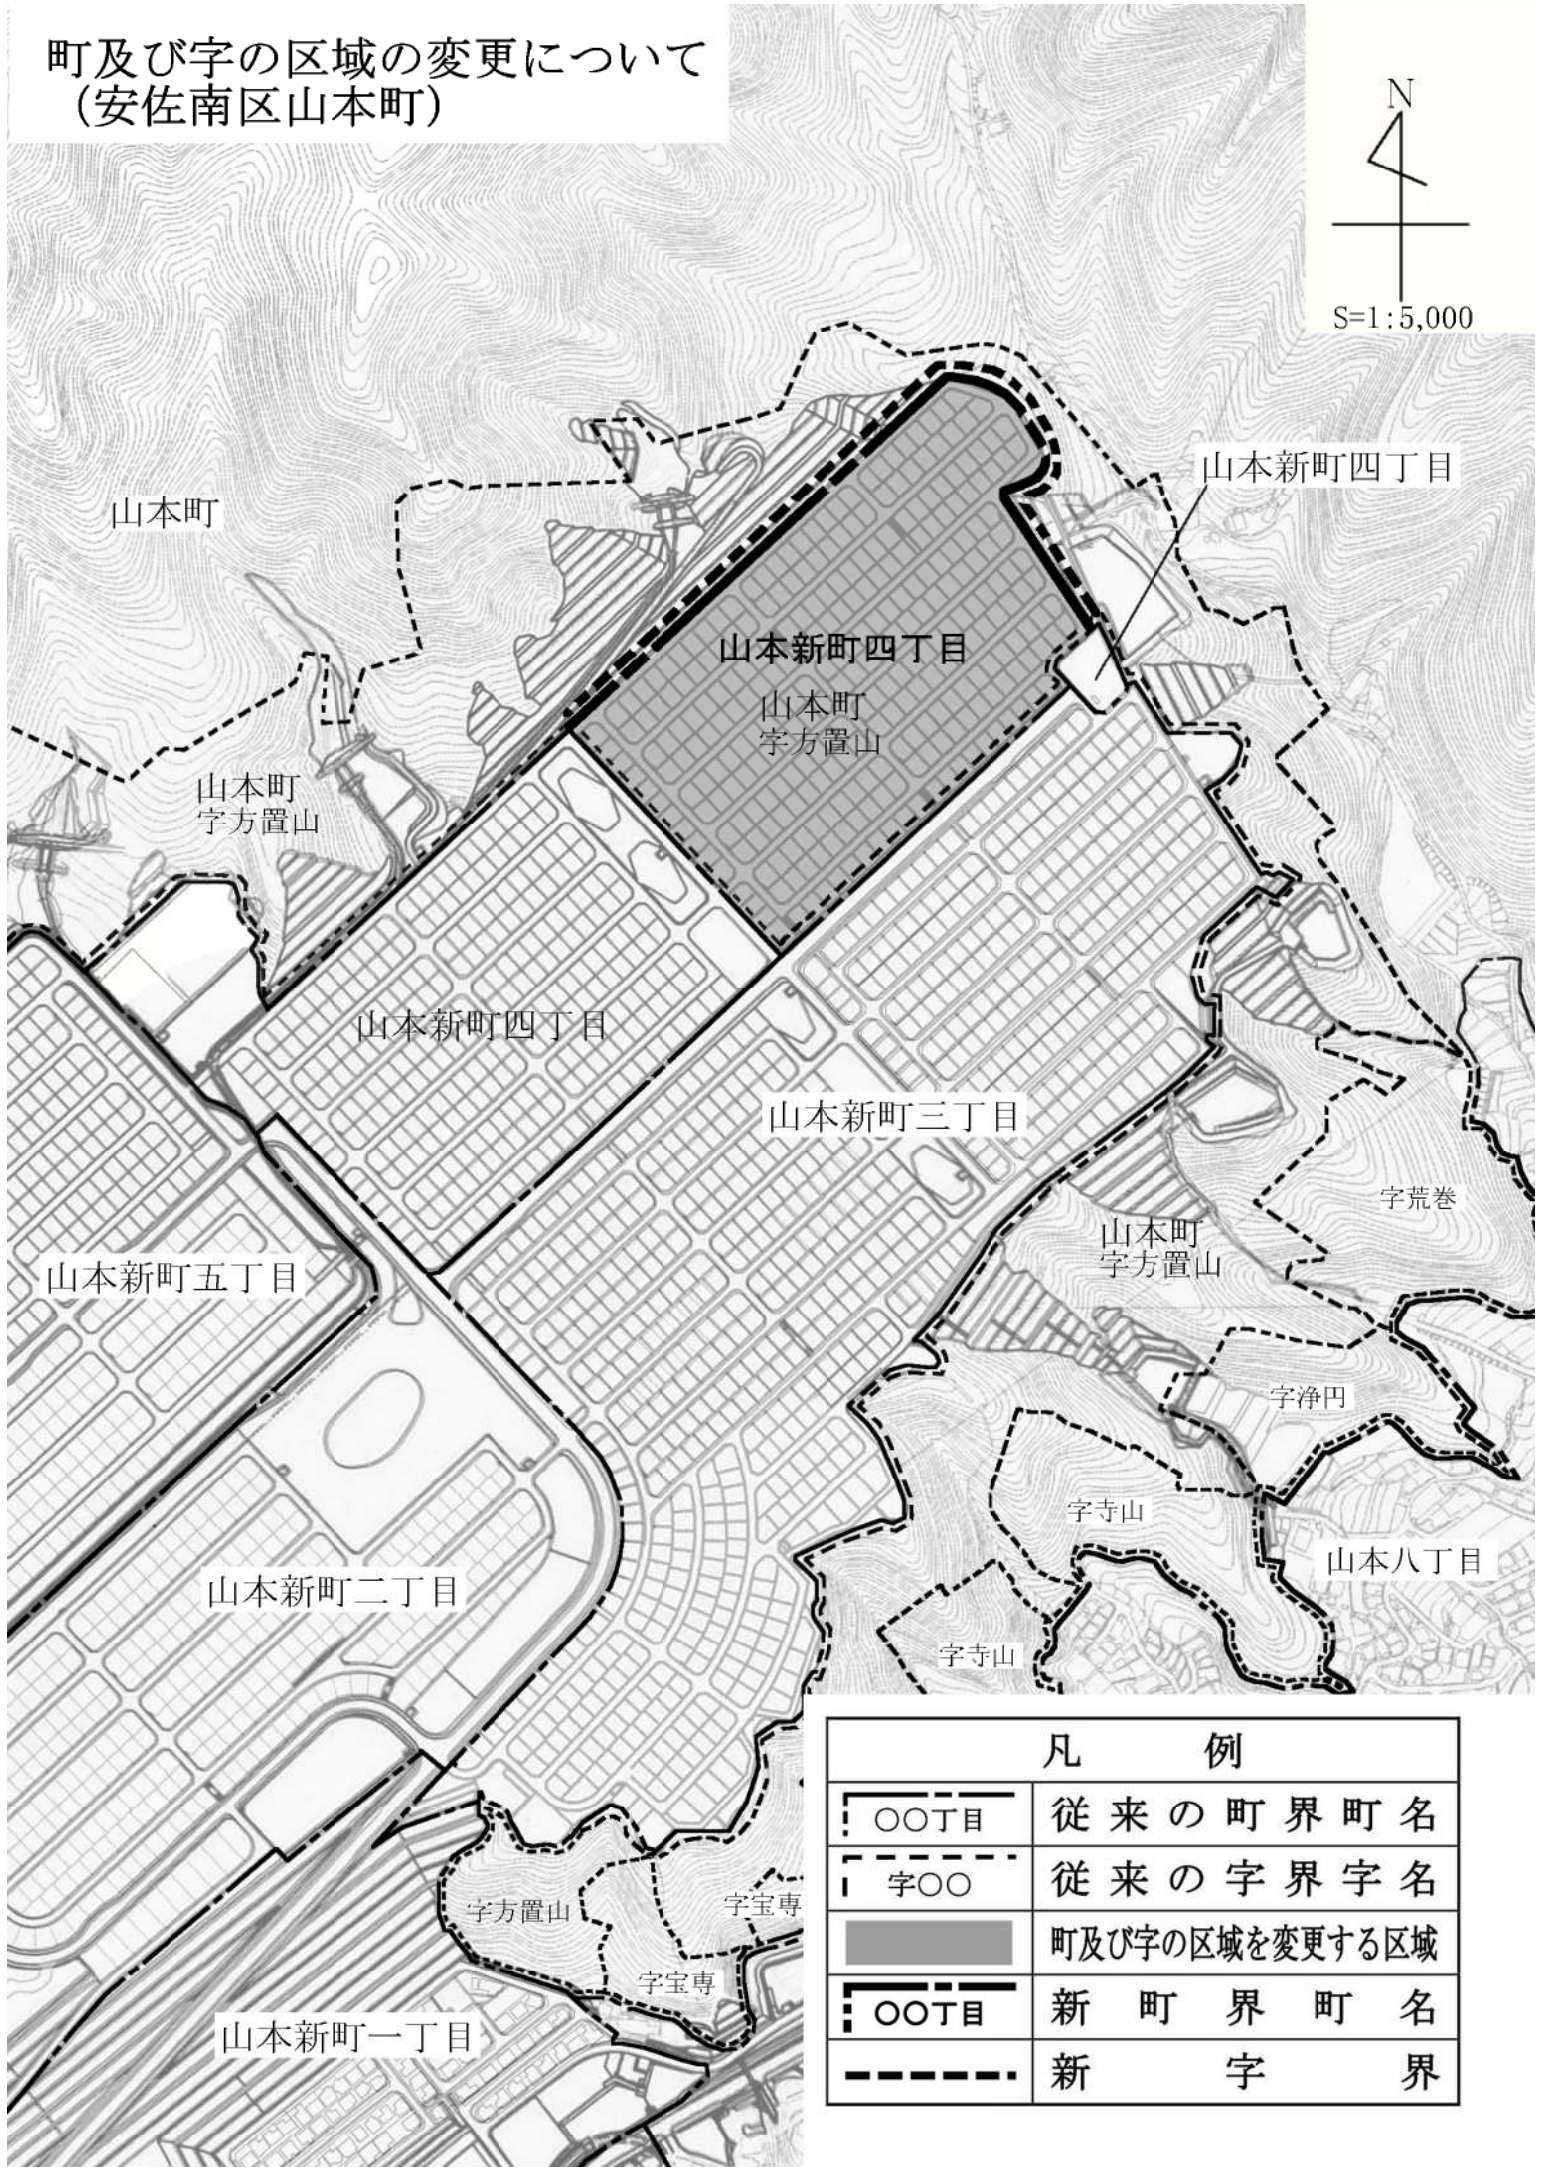 町及び字の区域の変更について
(安佐南区山本町)
N
S=1:5,000
山本新町四丁目
山本町
山本新町四丁目
山本町
字方置山
山本町
字方置山
山本新町四丁目
山本新町三丁目
字荒巻
山本町
字方置山
山本新町五丁目
字浄円
字寺山
山本八丁目
山本新町二丁目
字寺山
字宝専
字方置山
字宝専
山本新町一丁目
凡例
〇〇丁目 従来の町界町名
字〇〇 従来の字界字名
町及び字の区域を変更する区域
〇〇丁目 新町界町名
新字界